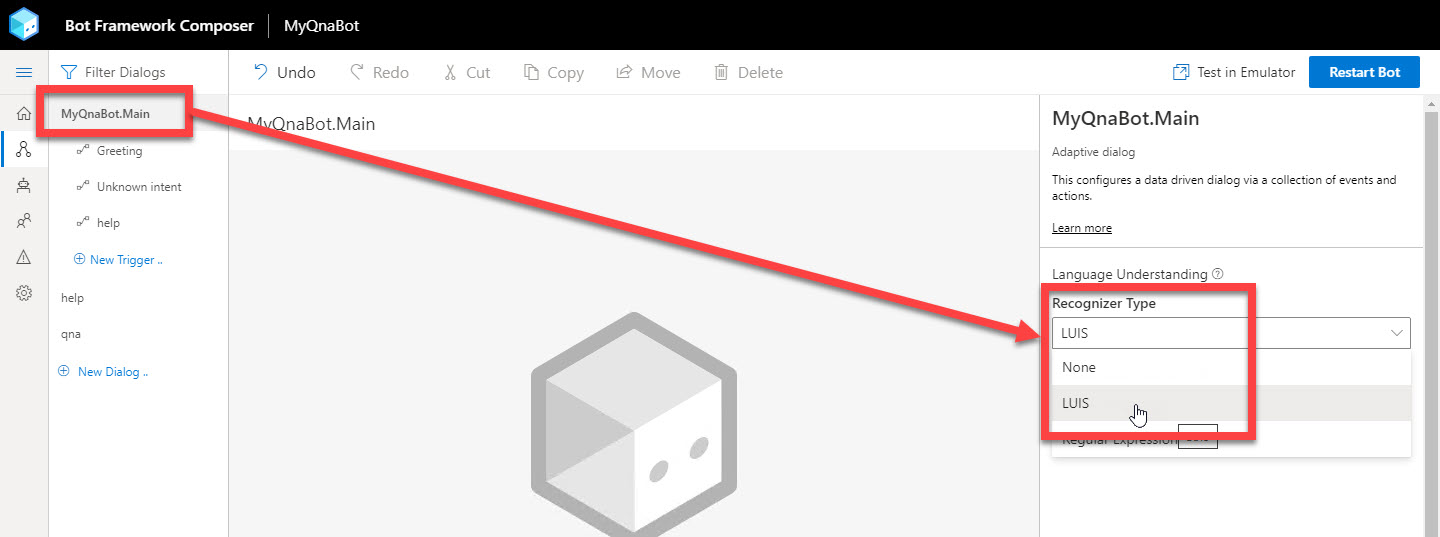 Bot Framework Composer MyQnaBot
Filter Dialogs
Undo Redo Cut Copy Move Delete
Test in Emulator Restart Bot
MyQnaBot.Main
Greeting
Unknown intent
help
New Trigger ..
help
qna
New Dialog ..
MyQnaBot.Main
MyQnaBot.Main
Adaptive dialog
This configures a data driven dialog via a collection of events and
actions.
Learn more
Language Understanding
Recognizer Type
LUIS
None
LUIS
Regular Expression